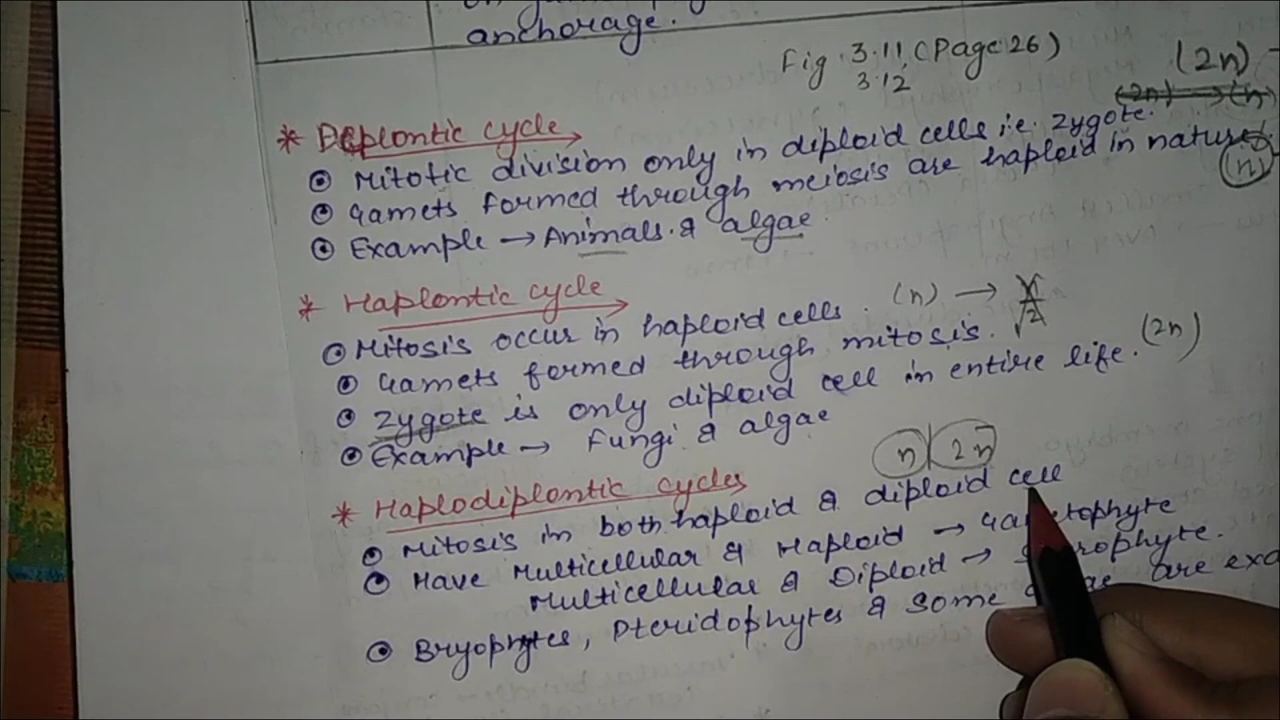 anchorage.
Fig. 3.11, (Page 26)
3.12
(2n)
(2n) → (n)
* Diplontic cycle
Mitotic division only in diploid cells i.e. Zygote.
Gamets formed through meiosis are haploid in nature.
(n)
Example → Animals & algae
* Haplontic cycle
Mitosis occur in haploid cells. (n) →
Gamets formed through mitosis.
Zygote is only diploid cell in entire life. (2n)
Example → Fungi & algae
n 2n
* Haplodiplontic cycles
Mitosis in both haploid & diploid cell
Have Multicellular & Haploid →
Multicellular & Diploid →
Bryophytes, Pteridophytes & Some are